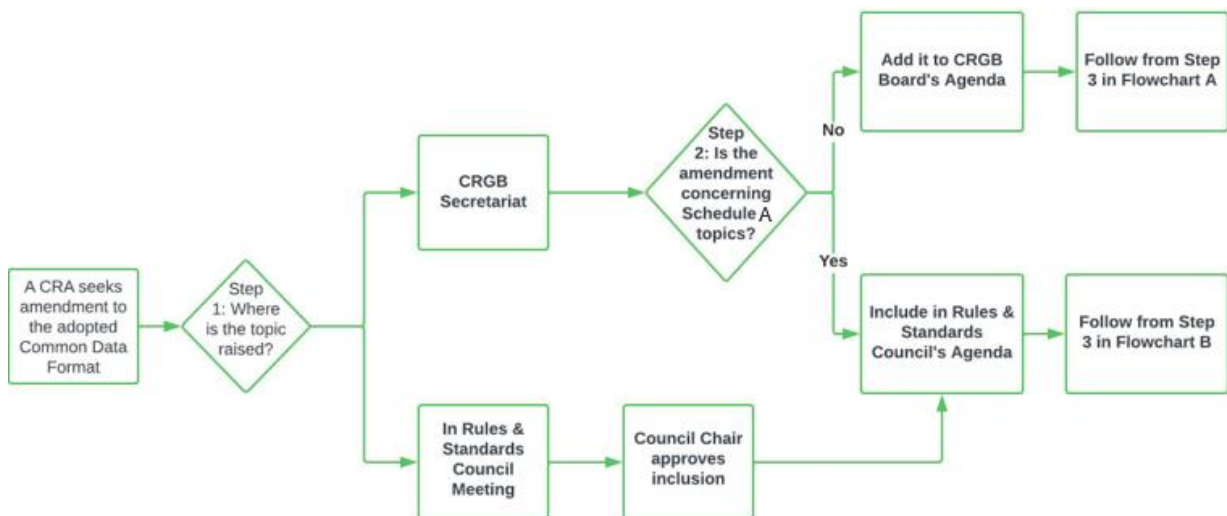 A CRA seeks
amendment to
the adopted
Common Data
Format
Step
1: Where
is the topic
raised?
CRGB
Secretariat
Step
2: Is the
amendment
concerning
Schedule A
topics?
No
Add it to CRGB
Board's Agenda
Follow from Step
3 in Flowchart A
Yes
Include in Rules &
Standards
Council's Agenda
Follow from Step
3 in Flowchart B
In Rules &
Standards
Council
Meeting
Council Chair
approves
inclusion